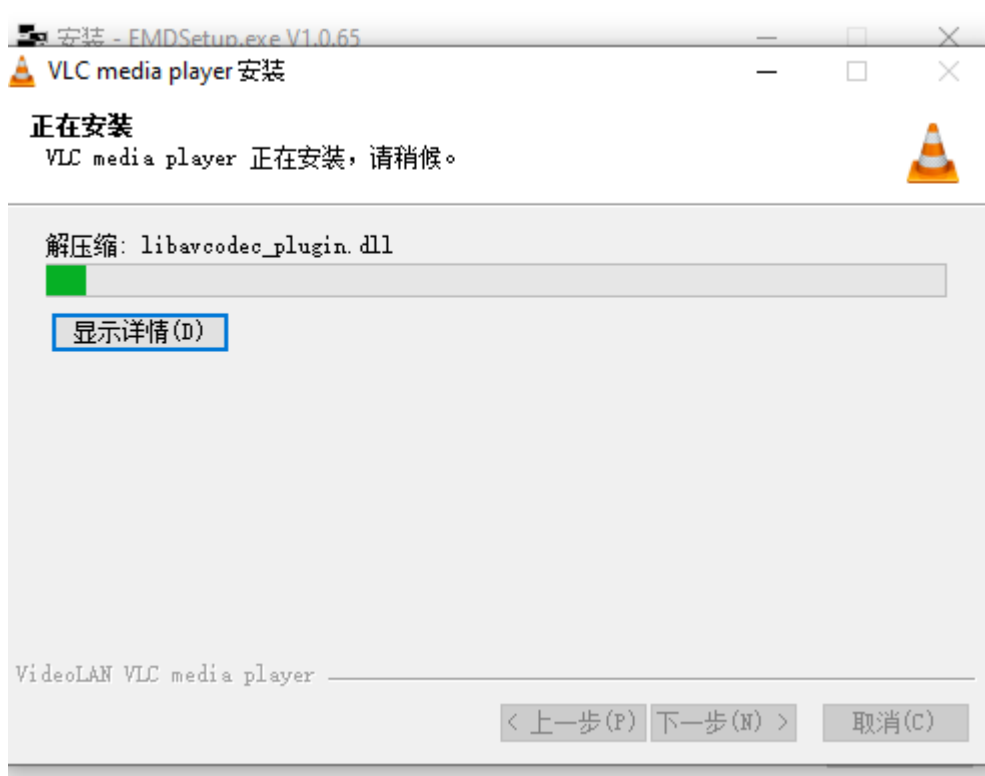 安装 - EMDSetup.exe V1.0.65
VLC media player 安装
正在安装
VLC media player 正在安装，请稍候。
解压缩: libavcodec_plugin.dll
显示详情(D)
VideoLAN VLC media player
< 上一步(P) 下一步(N) > 取消(C)